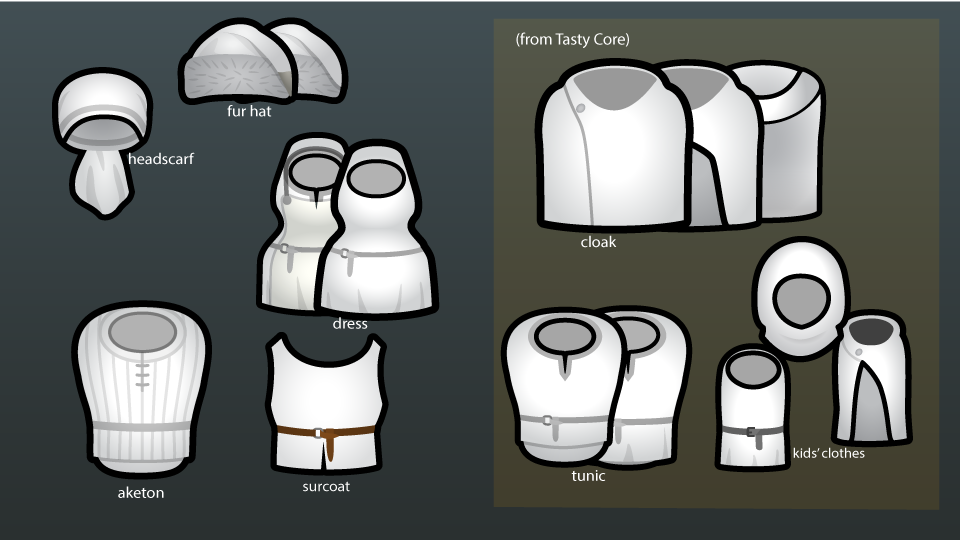 fur hat
headscarf
dress
aketon
surcoat
(from Tasty Core)
cloak
tunic
kids' clothes